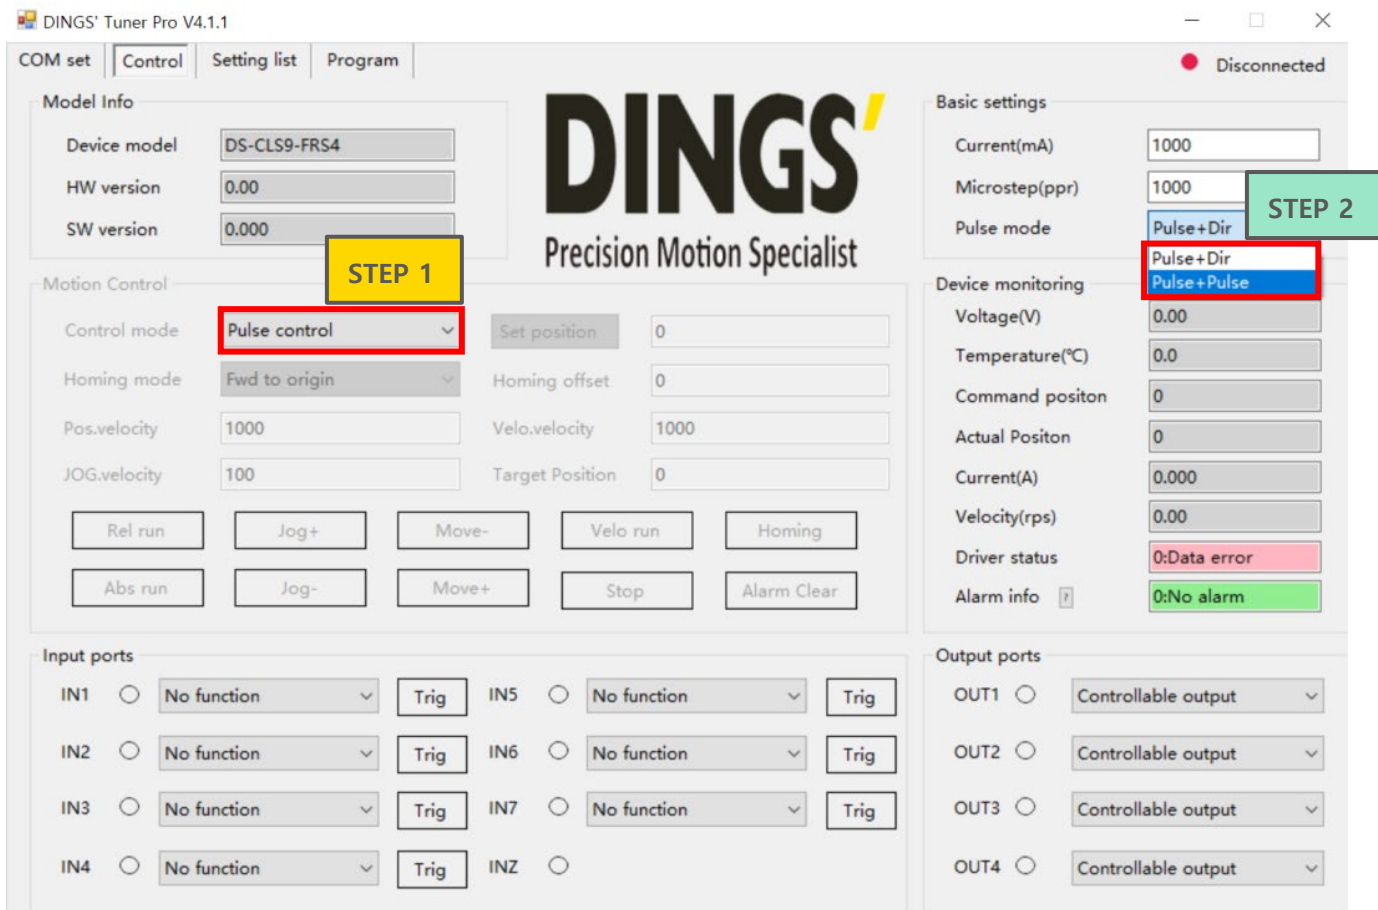 DINGS' Tuner Pro V4.1.1
COM set Control Setting list Program
Disconnected
Model Info
Device model DS-CLS9-FRS4
HW version 0.00
SW version 0.000
DINGS'
Precision Motion Specialist
Basic settings
Current(mA) 1000
Microstep(ppr) 1000
Pulse mode Pulse+Dir
Pulse+Dir
Pulse+Pulse
STEP 2
STEP 1
Motion Control
Control mode Pulse control Set position 0
Homing mode Fwd to origin Homing offset 0
Pos.velocity 1000 Velo.velocity 1000
JOG.velocity 100 Target Position 0
Rel run Jog+ Move- Velo run Homing
Abs run Jog- Move+ Stop Alarm Clear
Device monitoring
Voltage(V) 0.00
Temperature(℃) 0.0
Command positon 0
Actual Positon 0
Current(A) 0.000
Velocity(rps) 0.00
Driver status 0:Data error
Alarm info ? 0:No alarm
Input ports
IN1 No function Trig IN5 No function Trig
IN2 No function Trig IN6 No function Trig
IN3 No function Trig IN7 No function Trig
IN4 No function Trig INZ
Output ports
OUT1 Controllable output
OUT2 Controllable output
OUT3 Controllable output
OUT4 Controllable output